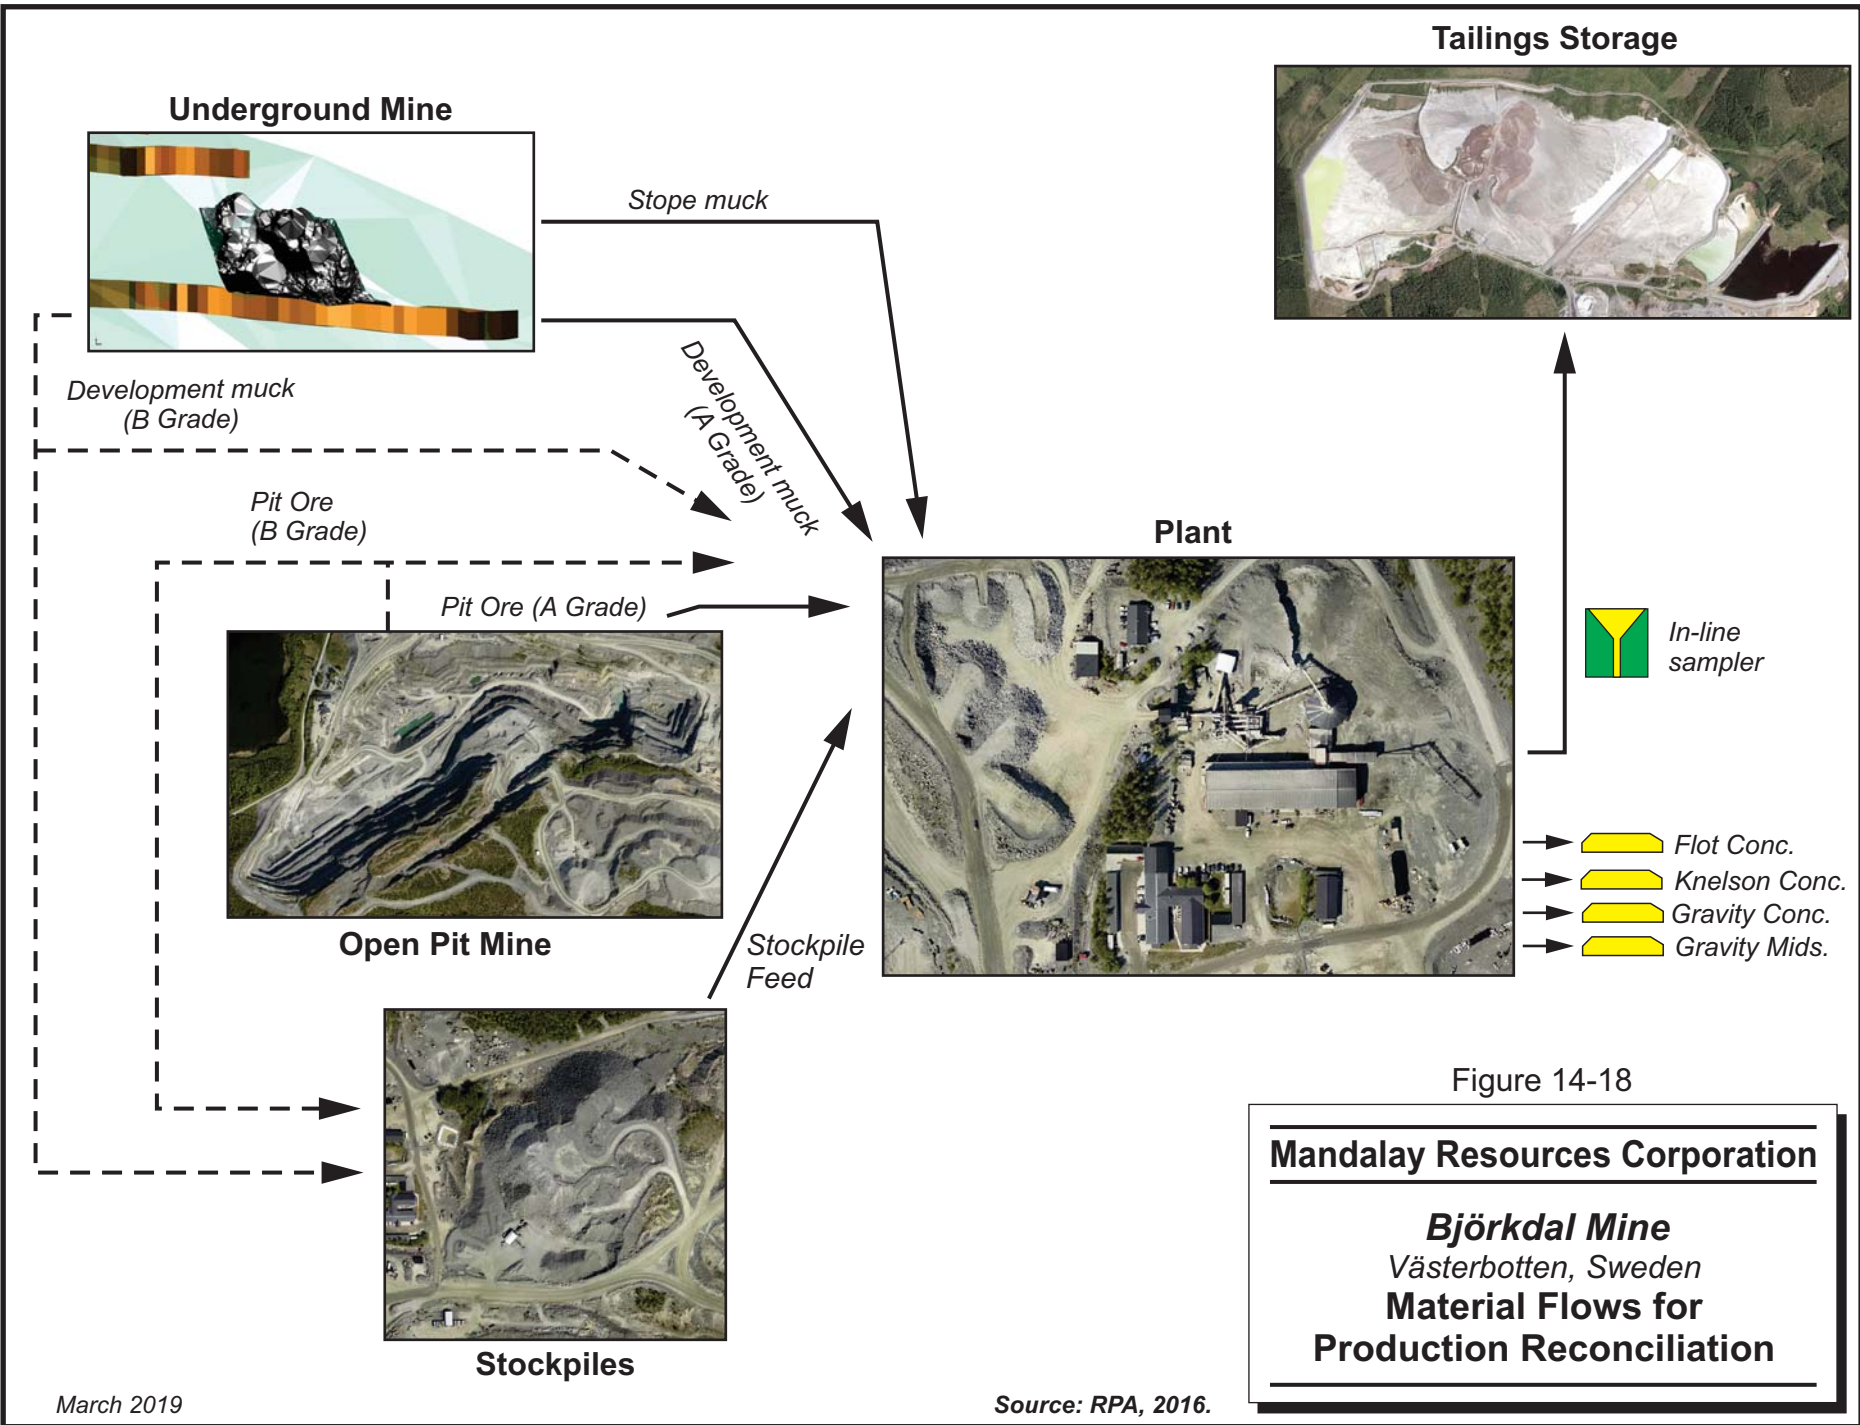 Tailings Storage
Underground Mine
Stope muck
Development muck
(B Grade)
Development muck
(A Grade)
Pit Ore
(B Grade)
Pit Ore (A Grade)
Plant
In-line
sampler
Flot Conc.
Knelson Conc.
Gravity Conc.
Gravity Mids.
Open Pit Mine
Stockpile
Feed
Stockpiles
Figure 14-18
Mandalay Resources Corporation
Björkdal Mine
Västerbotten, Sweden
Material Flows for
Production Reconciliation
March 2019
Source: RPA, 2016.